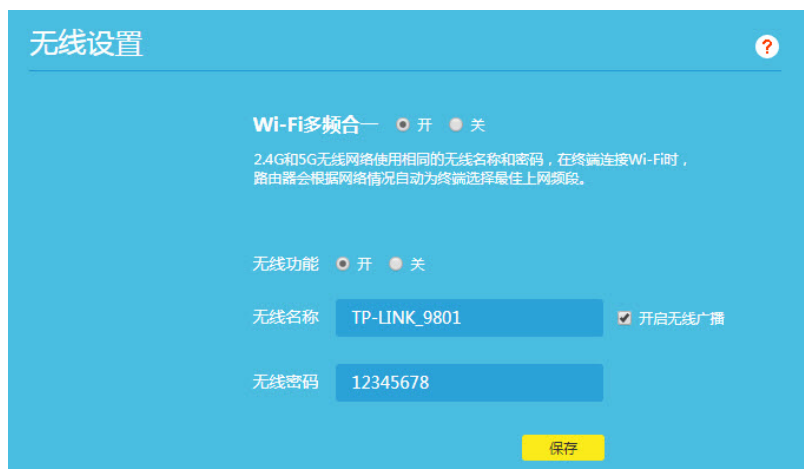 无线设置
?
Wi-Fi多频合一 开 关
2.4G和5G无线网络使用相同的无线名称和密码，在终端连接Wi-Fi时，
路由器会根据网络情况自动为终端选择最佳上网频段。
无线功能 开 关
无线名称 TP-LINK_9801 开启无线广播
无线密码 12345678
保存